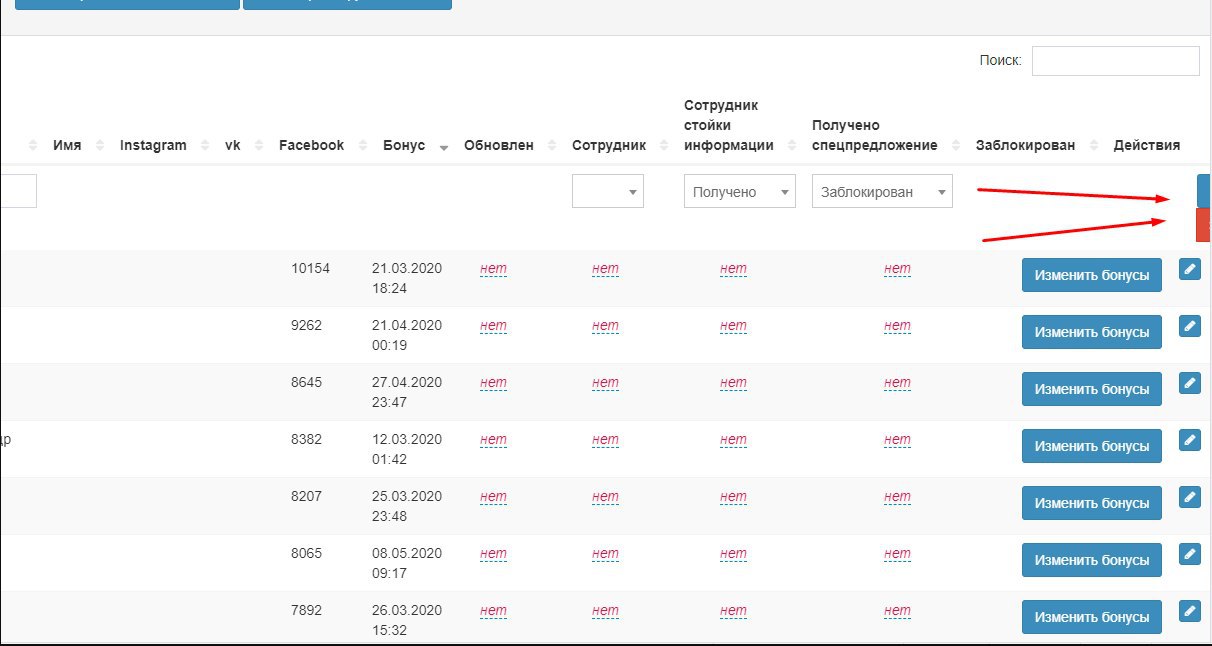 Поиск:
Имя Instagram vk Facebook Бонус Обновлен Сотрудник Сотрудник стойки информации Получено спецпредложение Заблокирован Действия
Получено Заблокирован
10154 21.03.2020 нет нет нет нет Изменить бонусы
18:24
9262 21.04.2020 нет нет нет нет Изменить бонусы
00:19
8645 27.04.2020 нет нет нет нет Изменить бонусы
23:47
др 8382 12.03.2020 нет нет нет нет Изменить бонусы
01:42
8207 25.03.2020 нет нет нет нет Изменить бонусы
23:48
8065 08.05.2020 нет нет нет нет Изменить бонусы
09:17
7892 26.03.2020 нет нет нет нет Изменить бонусы
15:32